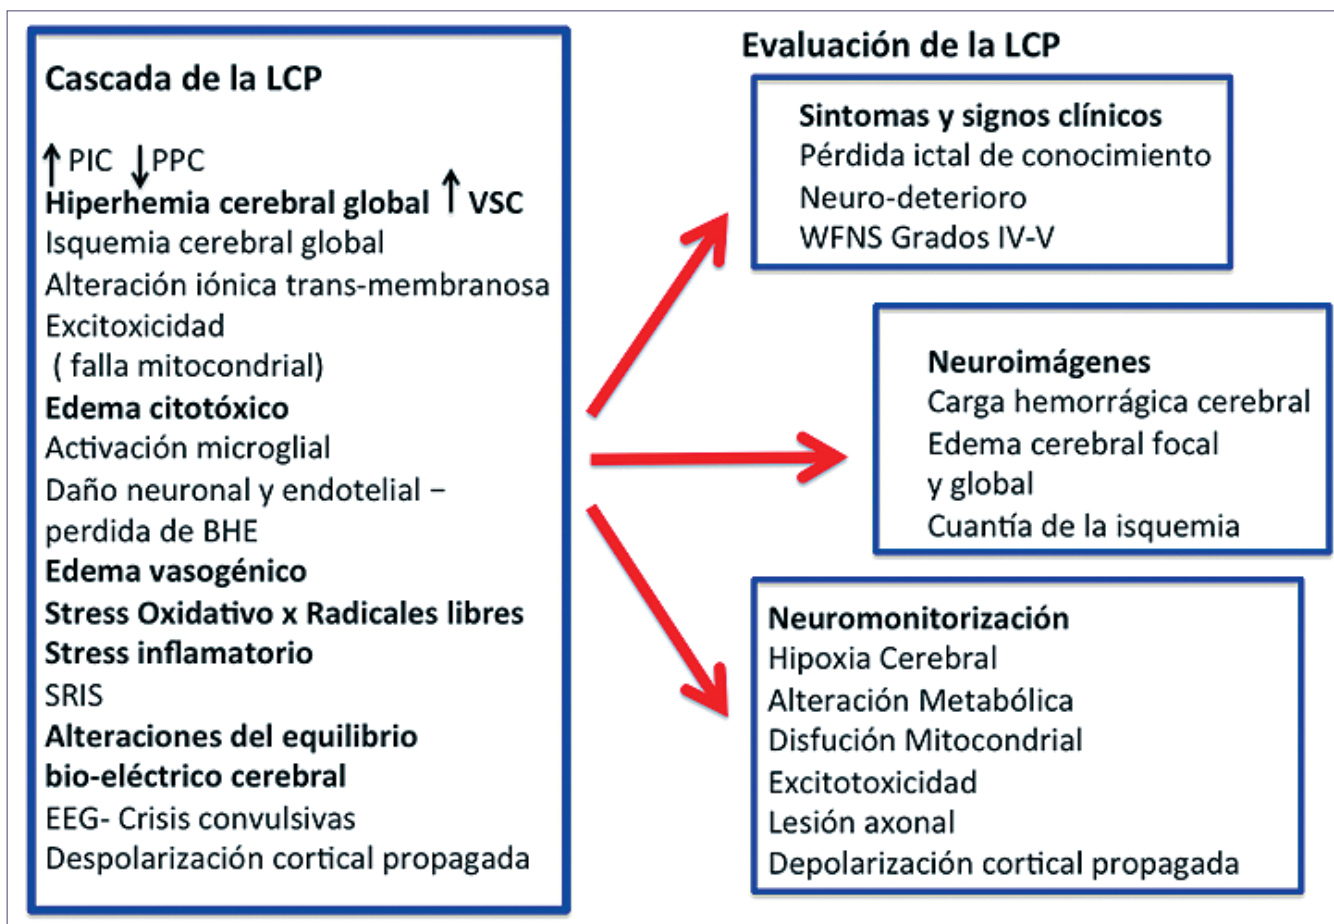 Cascada de la LCP
↑ PIC ↓ PPC
Hiperhemia cerebral global ↑ VSC
Isquemia cerebral global
Alteración iónica trans-membranosa
Excitoxicidad
( falla mitocondrial)
Edema citotóxico
Activación microglial
Daño neuronal y endotelial –
perdida de BHE
Edema vasogénico
Stress Oxidativo x Radicales libres
Stress inflamatorio
SRIS
Alteraciones del equilibrio
bio-eléctrico cerebral
EEG- Crisis convulsivas
Despolarización cortical propagada
Evaluación de la LCP
Sintomas y signos clínicos
Pérdida ictal de conocimiento
Neuro-deterioro
WFNS Grados IV-V
Neuroimágenes
Carga hemorrágica cerebral
Edema cerebral focal
y global
Cuantía de la isquemia
Neuromonitorización
Hipoxia Cerebral
Alteración Metabólica
Disfución Mitocondrial
Excitotoxicidad
Lesión axonal
Depolarización cortical propagada